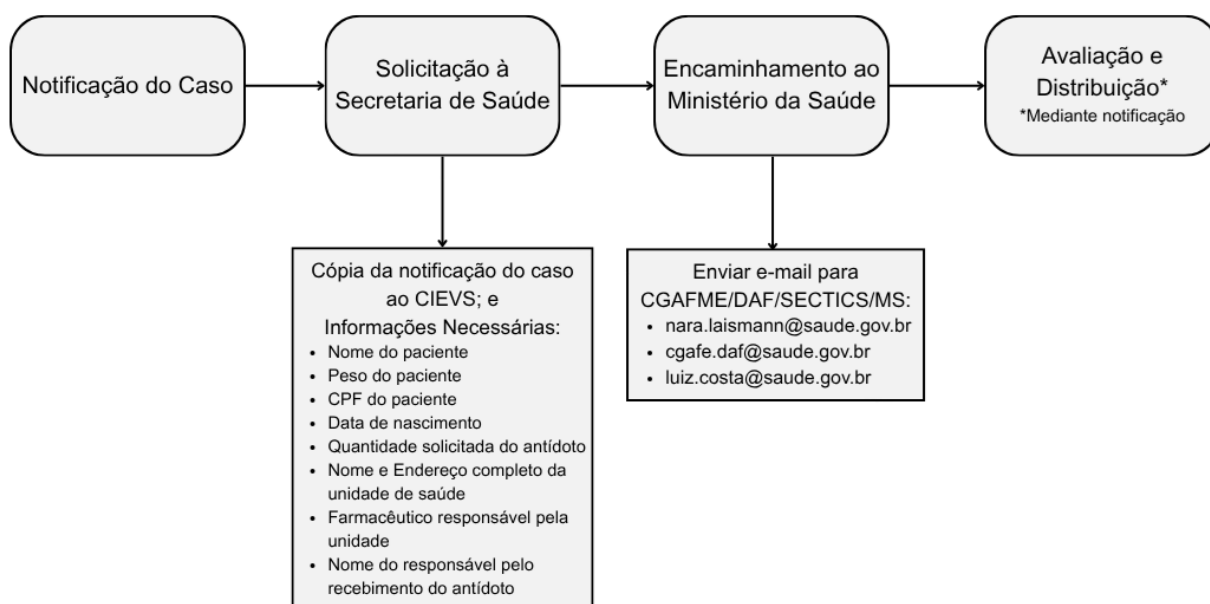 Notificação do Caso
Solicitação à
Secretaria de Saúde
Encaminhamento ao
Ministério da Saúde
Avaliação e
Distribuição*
*Mediante notificação
Cópia da notificação do caso
ao CIEVS; e
Informações Necessárias:
• Nome do paciente
• Peso do paciente
• CPF do paciente
• Data de nascimento
• Quantidade solicitada do antídoto
• Nome e Endereço completo da
unidade de saúde
• Farmacêutico responsável pela
unidade
• Nome do responsável pelo
recebimento do antídoto
Enviar e-mail para
CGAFME/DAF/SECTICS/MS:
• nara.laismann@saude.gov.br
• cgafe.daf@saude.gov.br
• luiz.costa@saude.gov.br